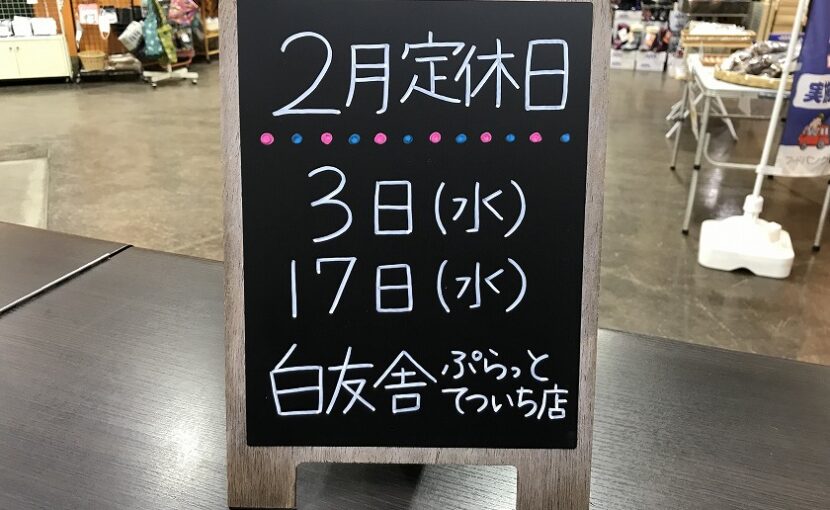 2月定休日
3日(水)
17日(水)
白友舎 ぷらっと
てついち店